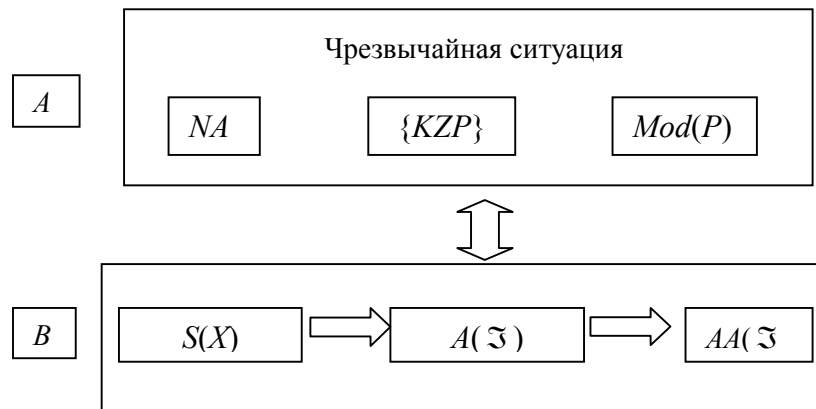 Чрезвычайная ситуация
A
NA {KZP} Mod(P)
B
S(X) A(ℑ) AA(ℑ